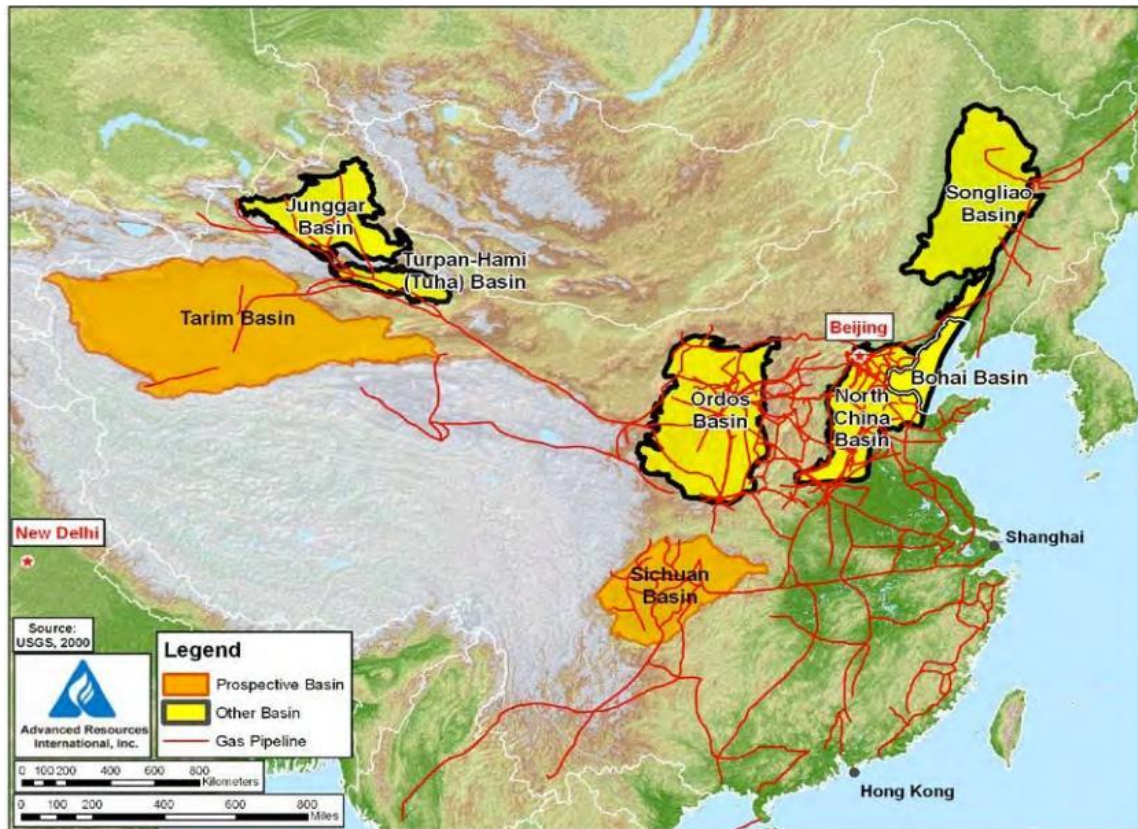 Junggar
Basin
Turpan-Hami
(Tuha) Basin
Songliao
Basin
Tarim Basin
Beijing
Ordos
Basin
North
China
Basin
Bohai Basin
New Delhi
Shanghai
Sichuan
Basin
Hong Kong
Source:
USGS, 2000
Advanced Resources
International, Inc.
Legend
Prospective Basin
Other Basin
Gas Pipeline
0 100 200 400 600 800
Kilometers
0 100 200 400 600 800
Miles